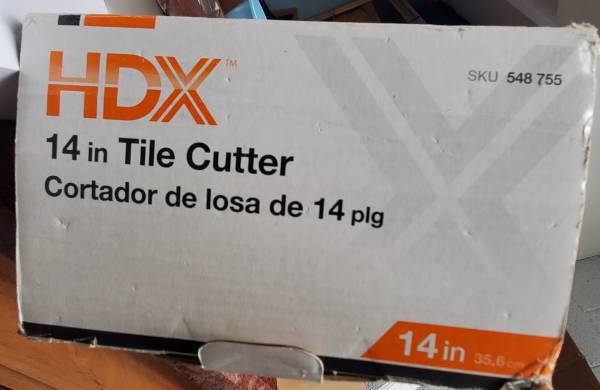 HDX™
SKU 548 755
14 in Tile Cutter
Cortador de losa de 14 plg
14 in 35,6 cm